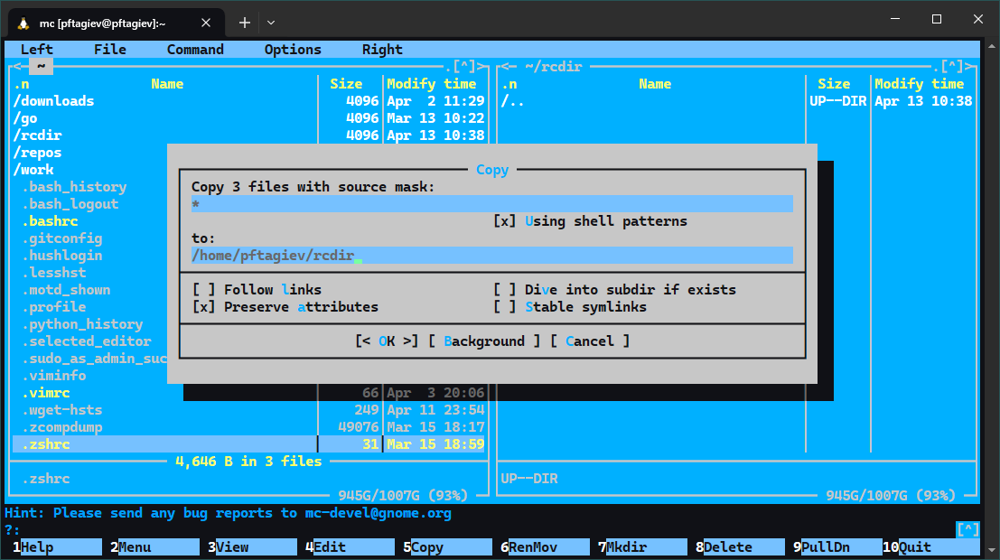 mc [pftagiev@pftagiev]:~
Left File Command Options Right
<— ~ .[^]> <— ~/rcdir .[^]>
.n Name Size Modify time .n Name Size Modify time
/downloads 4096 Apr  2 11:29 /.. UP--DIR Apr 13 10:38
/go 4096 Mar 13 10:22
/rcdir 4096 Apr 13 10:38
/repos
/work
Copy
.bash_history Copy 3 files with source mask:
.bash_logout *
.bashrc [x] Using shell patterns
.gitconfig to:
.hushlogin /home/pftagiev/rcdir
.lesshst
.motd_shown [ ] Follow links [ ] Dive into subdir if exists
.profile [x] Preserve attributes [ ] Stable symlinks
.python_history
.selected_editor [< OK >] [ Background ] [ Cancel ]
.sudo_as_admin_suc
.viminfo
.vimrc 66 Apr  3 20:06
.wget-hsts 249 Apr 11 23:54
.zcompdump 49076 Mar 15 18:17
.zshrc 31 Mar 15 18:59
4,646 B in 3 files
.zshrc UP--DIR
945G/1007G (93%) 945G/1007G (93%)
Hint: Please send any bug reports to mc-devel@gnome.org
?: [^]
1Help 2Menu 3View 4Edit 5Copy 6RenMov 7Mkdir 8Delete 9PullDn 10Quit